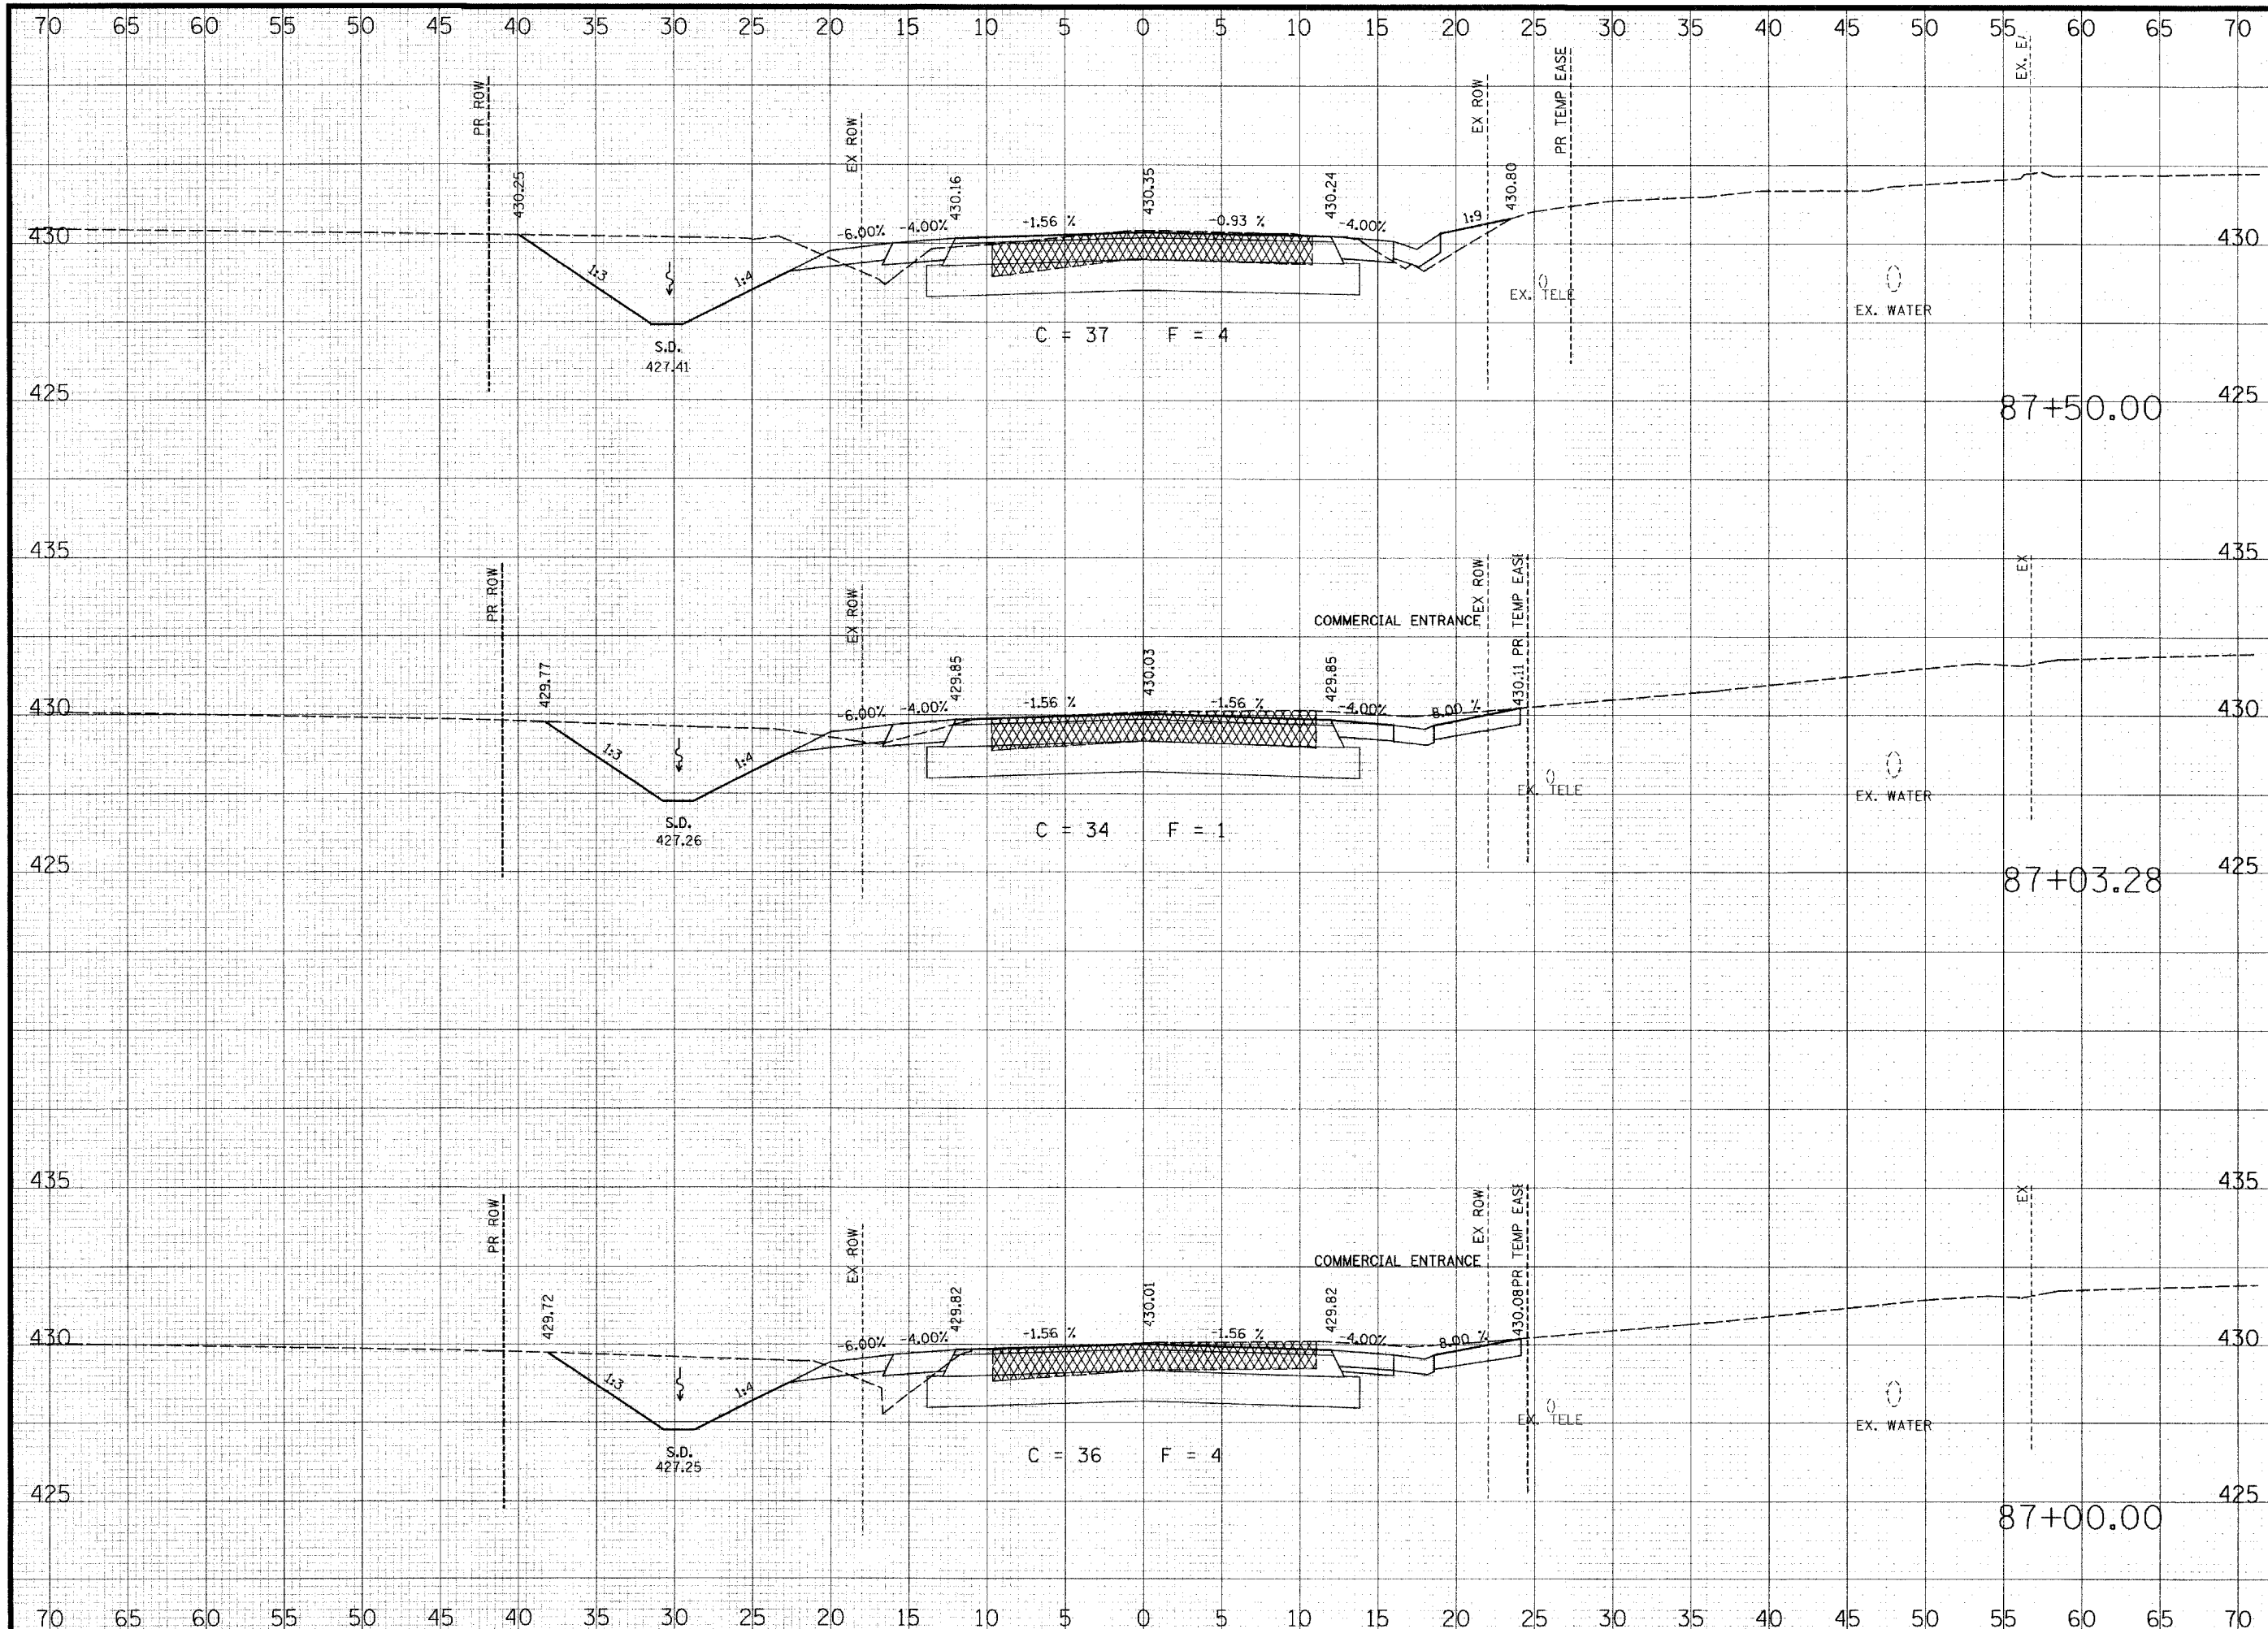 70 65 60 55 50 45 40 35 30 25 20 15 10 5 0 5 10 15 20 25 30 35 40 45 50 55 60 65 70
PR ROW
EX ROW
EX ROW
PR TEMP EASE
EX. EA
430.25
430.16
430.35
430.24
430.80
430
-6.00% -4.00% -1.56 % -0.93 % -4.00% 1:9
430
1:3
1:4
EX. TELE
EX. WATER
S.D.
427.41
C = 37 F = 4
425
87+50.00
425
435
435
PR ROW
EX ROW
COMMERCIAL ENTRANCE
EX ROW
430.11 PR TEMP EASE
EX
429.77
429.85
430.03
429.85
430
-6.00% -4.00% -1.56 % -1.56 % -4.00% 8.00 %
430
1:3
1:4
EX. TELE
EX. WATER
S.D.
427.26
C = 34 F = 1
425
87+03.28
425
435
435
PR ROW
EX ROW
COMMERCIAL ENTRANCE
EX ROW
430.08 PR TEMP EASE
EX
429.72
429.82
430.01
429.82
430
-6.00% -4.00% -1.56 % -1.56 % -4.00% 8.00 %
430
1:3
1:4
EX. TELE
EX. WATER
S.D.
427.25
C = 36 F = 4
425
87+00.00
425
70 65 60 55 50 45 40 35 30 25 20 15 10 5 0 5 10 15 20 25 30 35 40 45 50 55 60 65 70